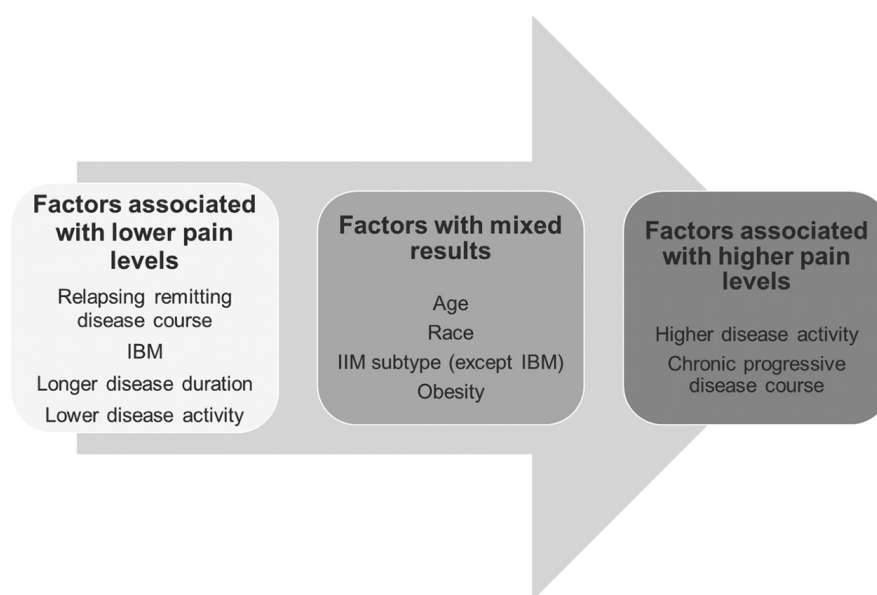 Factors associated
with lower pain
levels
Relapsing remitting
disease course
IBM
Longer disease duration
Lower disease activity
Factors with mixed
results
Age
Race
IIM subtype (except IBM)
Obesity
Factors associated
with higher pain
levels
Higher disease activity
Chronic progressive
disease course